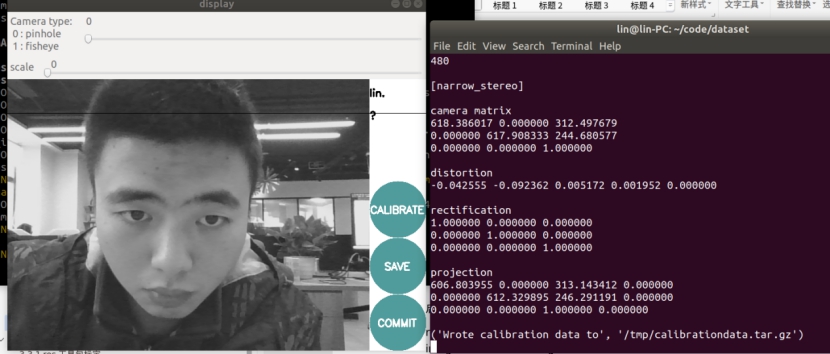 display
Camera type: 0
0 : pinhole
1 : fisheye
scale 0
lin.
?
CALIBRATE
SAVE
COMMIT
标题 1 标题 2 标题 3 标题 4 新样式 文字工具 查找替换 选
lin@lin-PC: ~/code/dataset
File Edit View Search Terminal Help
480
[narrow_stereo]
camera matrix
618.386017 0.000000 312.497679
0.000000 617.908333 244.680577
0.000000 0.000000 1.000000
distortion
-0.042555 -0.092362 0.005172 0.001952 0.000000
rectification
1.000000 0.000000 0.000000
0.000000 1.000000 0.000000
0.000000 0.000000 1.000000
projection
606.803955 0.000000 313.143412 0.000000
0.000000 612.329895 246.291191 0.000000
0.000000 0.000000 1.000000 0.000000
('Wrote calibration data to', '/tmp/calibrationdata.tar.gz')